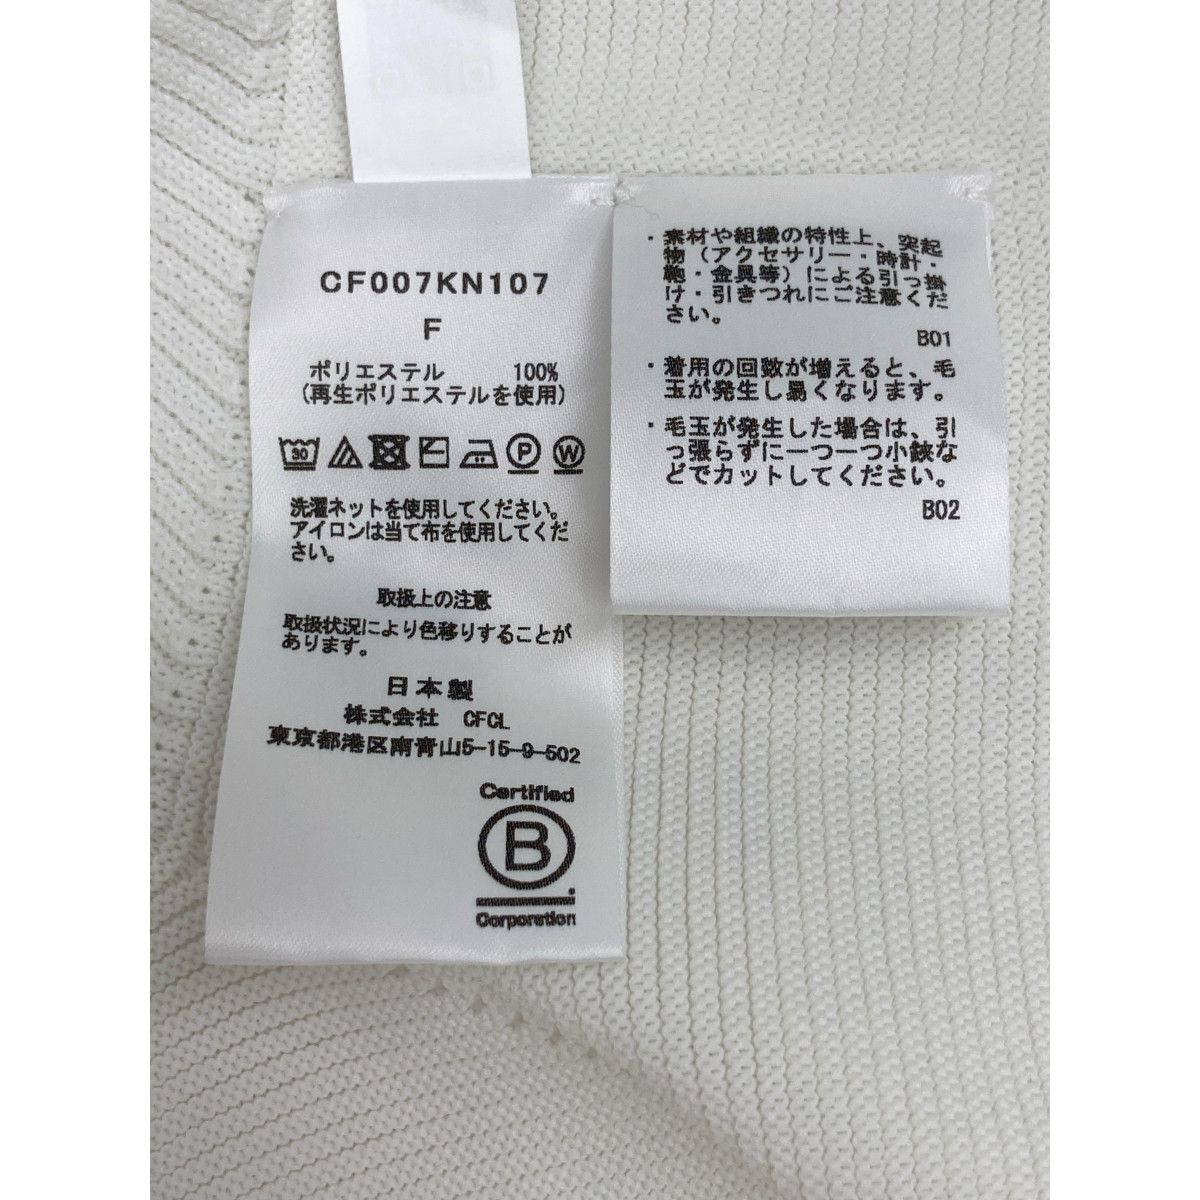 CF007KN107
F
ポリエステル 100%
(再生ポリエステルを使用)
30 P W
洗濯ネットを使用してください。
アイロンは当て布を使用してくだ
さい。
取扱上の注意
取扱状況により色移りすることが
あります。
日本製
株式会社 CFCL
東京都港区南青山5-15-9-502
Certified
B
Corporation
・素材や組織の特性上、突起
物(アクセサリー・時計・
鞄・金具等)による引っ掛
け・引きつれにご注意くだ
さい。
B01
・着用の回数が増えると、毛
玉が発生し易くなります。
・毛玉が発生した場合は、引
っ張らずに一つ一つ小鋏な
どでカットしてください。
B02